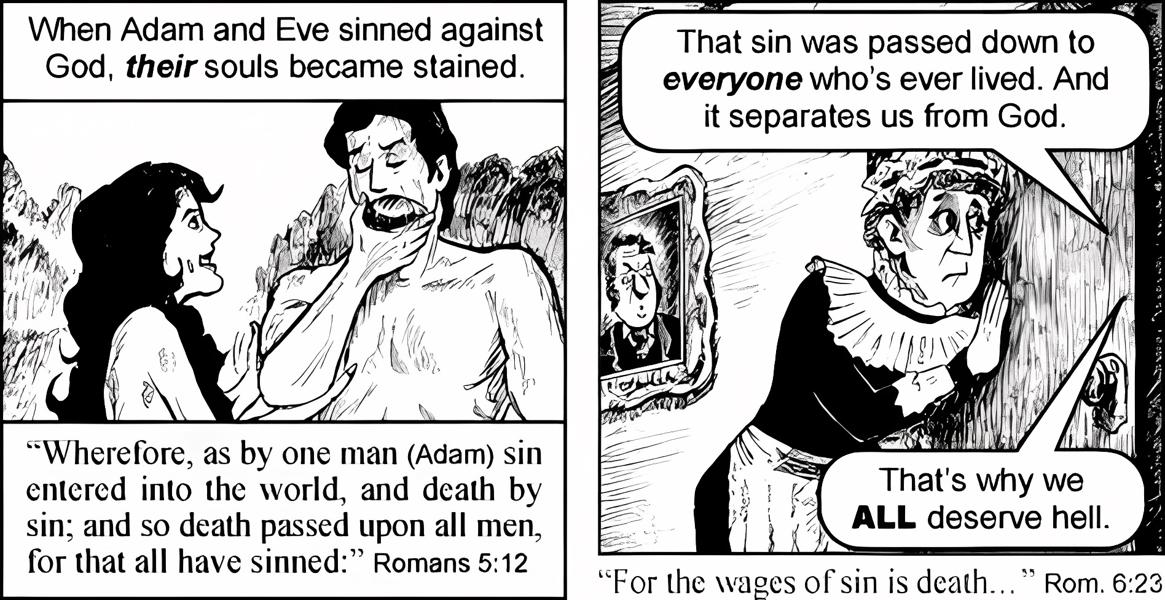 When Adam and Eve sinned against
God, their souls became stained.
“Wherefore, as by one man (Adam) sin
entered into the world, and death by
sin; and so death passed upon all men,
for that all have sinned:” Romans 5:12
That sin was passed down to
everyone who's ever lived. And
it separates us from God.
That's why we
ALL deserve hell.
“For the wages of sin is death...” Rom. 6:23